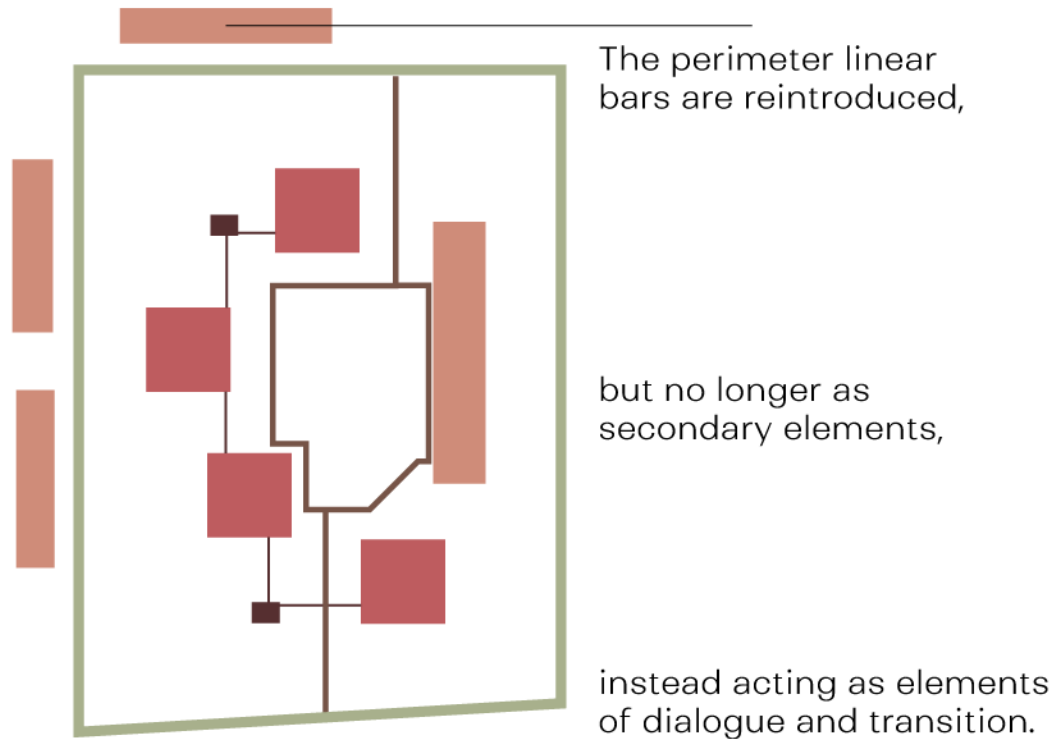 The perimeter linear
bars are reintroduced,
but no longer as
secondary elements,
instead acting as elements
of dialogue and transition.